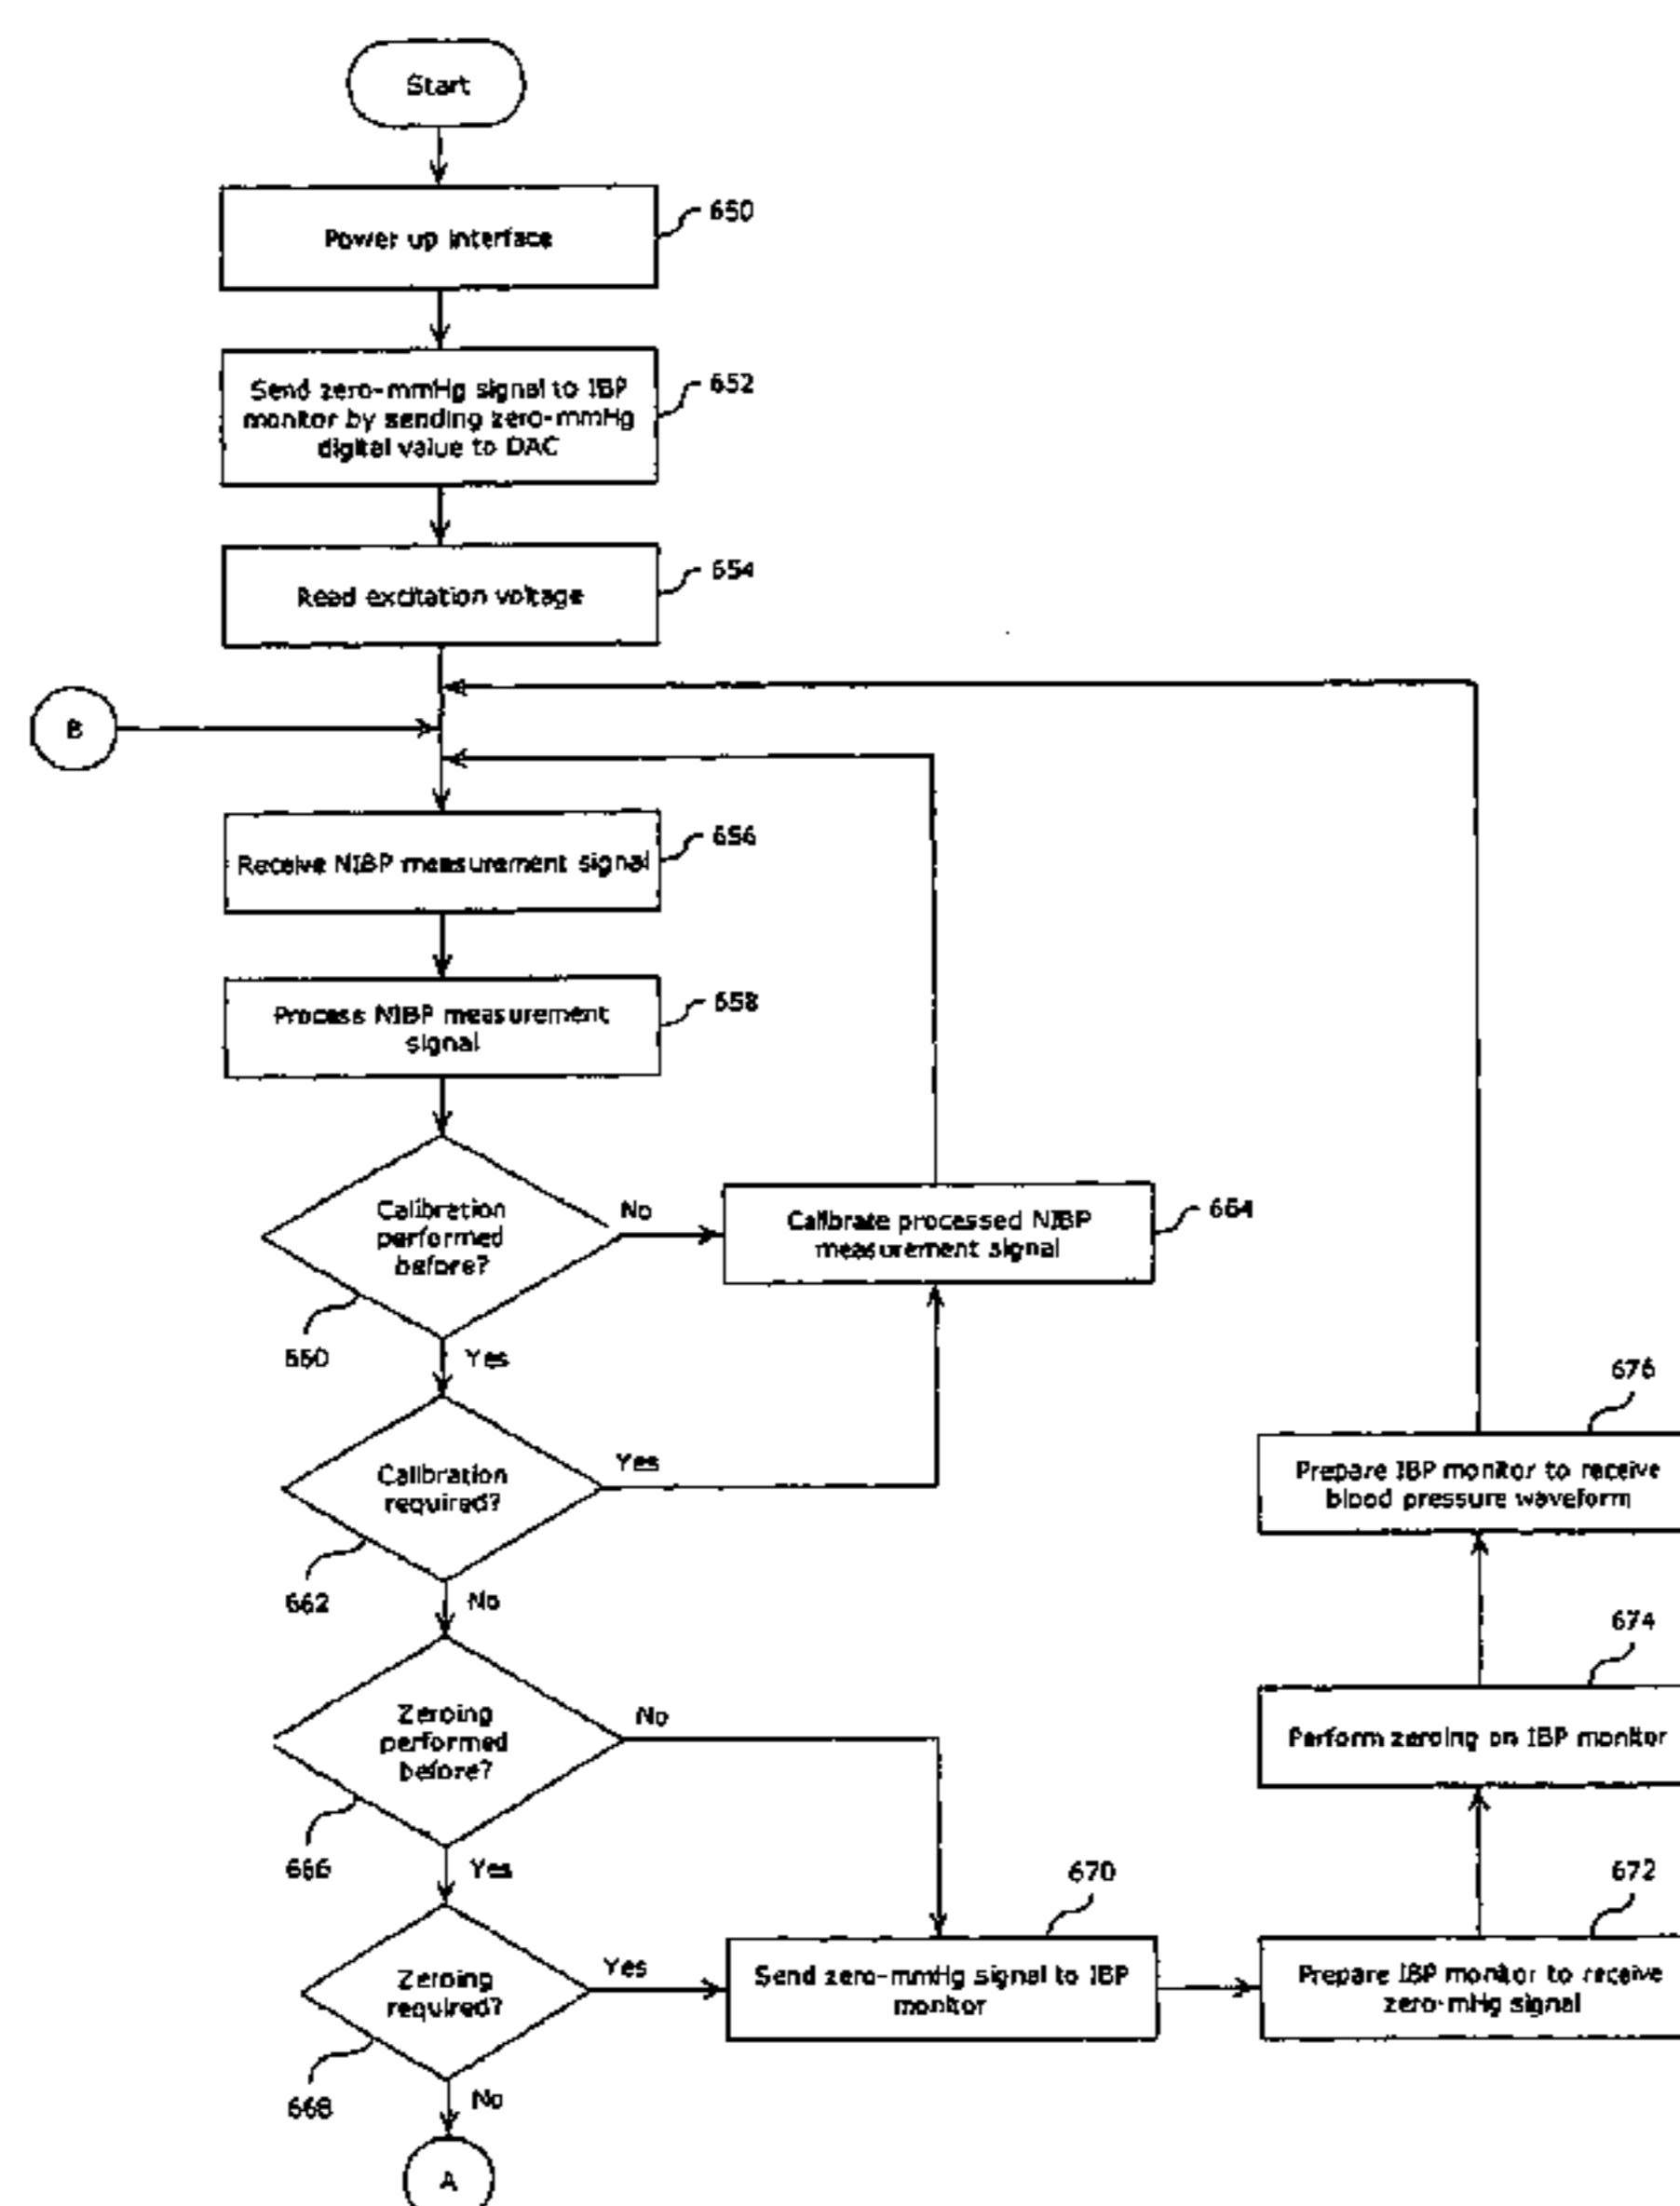 Start
Power up interface
650
Send zero-mmHg signal to IBP
monitor by sending zero-mmHg
digital value to DAC
652
Read excitation voltage
654
B
Receive NIBP measurement signal
656
Process NIBP measurement
signal
658
Calibration
performed
before?
660
No
Yes
Calibrate processed NIBP
measurement signal
664
Calibration
required?
662
Yes
No
Zeroing
performed
before?
666
No
Yes
Zeroing
required?
668
Yes
No
Send zero-mmHg signal to IBP
monitor
670
Prepare IBP monitor to receive
zero-mHg signal
672
Perform zeroing on IBP monitor
674
Prepare IBP monitor to receive
blood pressure waveform
676
A